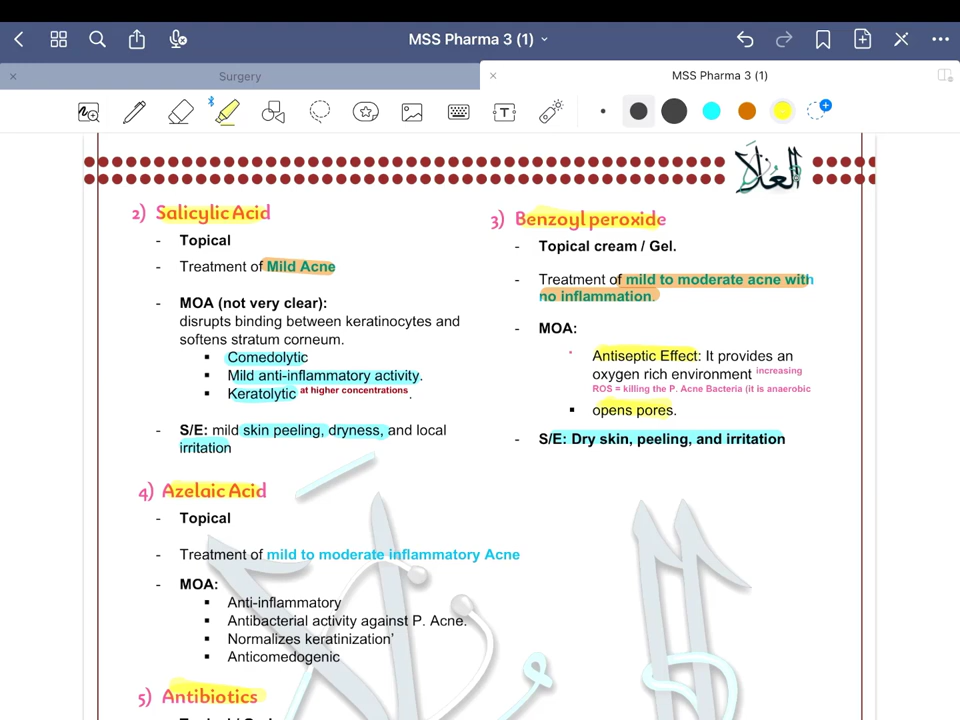 MSS Pharma 3 (1)
Surgery
MSS Pharma 3 (1)
العلا
2) Salicylic Acid
- Topical
- Treatment of Mild Acne
- MOA (not very clear):
disrupts binding between keratinocytes and
softens stratum corneum.
▪ Comedolytic
▪ Mild anti-inflammatory activity.
▪ Keratolytic at higher concentrations.
- S/E: mild skin peeling, dryness, and local
irritation
3) Benzoyl peroxide
- Topical cream / Gel.
- Treatment of mild to moderate acne with
no inflammation.
- MOA:
▪ Antiseptic Effect: It provides an
oxygen rich environment increasing
ROS = killing the P. Acne Bacteria (it is anaerobic
▪ opens pores.
- S/E: Dry skin, peeling, and irritation
4) Azelaic Acid
- Topical
- Treatment of mild to moderate inflammatory Acne
- MOA:
▪ Anti-inflammatory
▪ Antibacterial activity against P. Acne.
▪ Normalizes keratinization'
▪ Anticomedogenic
5) Antibiotics